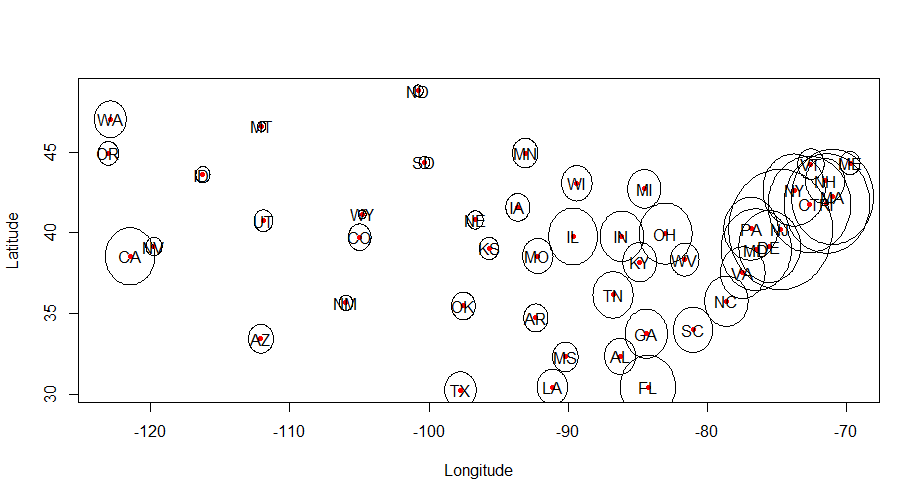 ND
WA
MT
OR
SD
MN
VT
ME
ID
WI
MI
NH
NY
MA
CT
RI
IA
WY
UT
NE
PA
NJ
CO
IL
IN
OH
NV
KS
MD
DE
CA
MO
KY
WV
VA
TN
NC
NM
OK
AR
SC
GA
AZ
MS
AL
TX
LA
FL
45
40
35
30
Latitude
-120
-110
-100
-90
-80
-70
Longitude